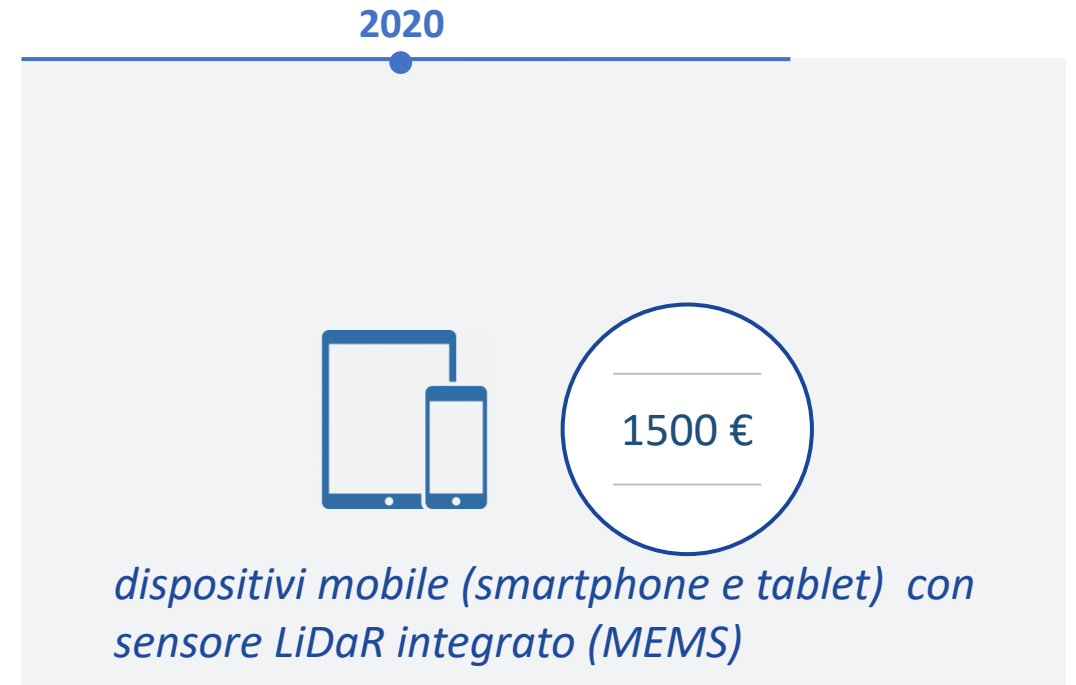 2020
1500 €
dispositivi mobile (smartphone e tablet)  con
sensore LiDaR integrato (MEMS)